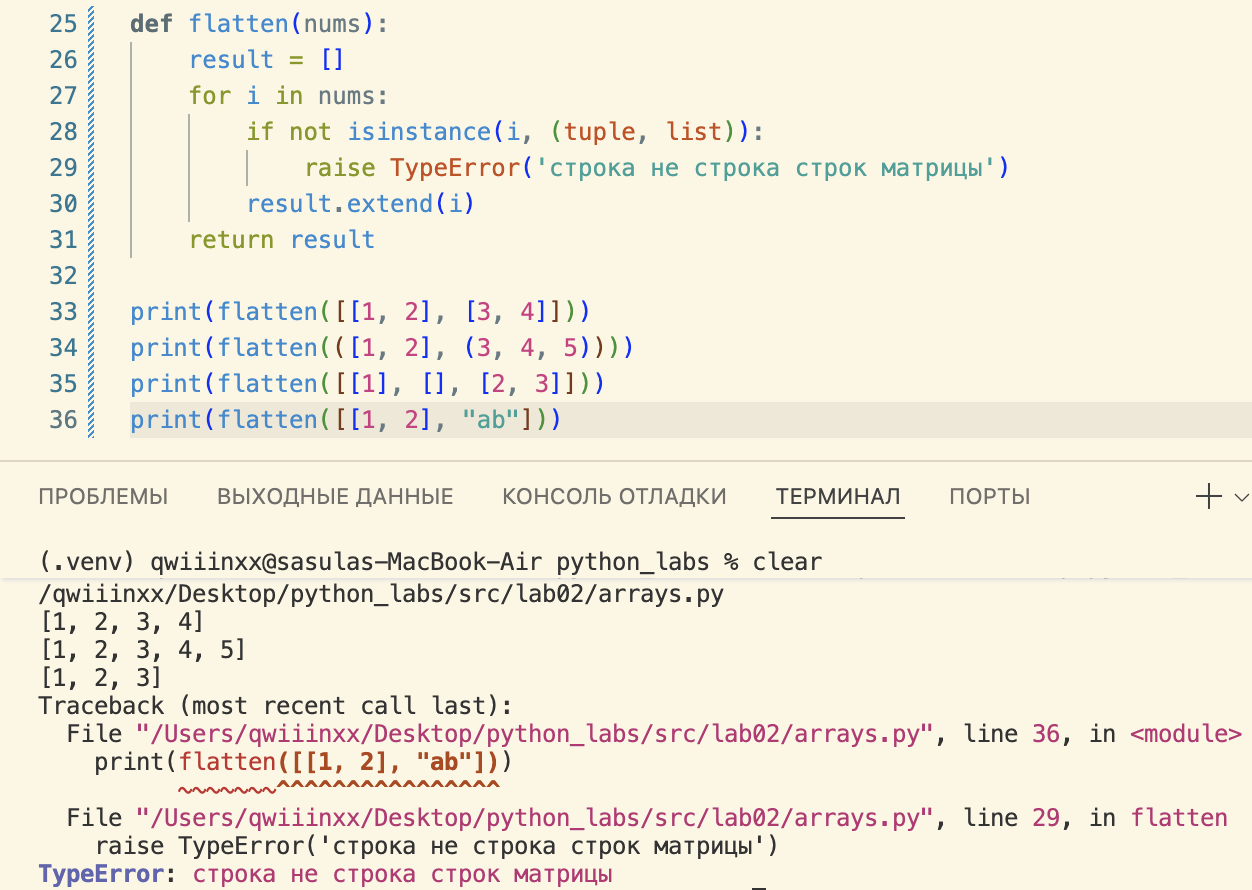 25 def flatten(nums):
26     result = []
27     for i in nums:
28         if not isinstance(i, (tuple, list)):
29             raise TypeError('строка не строка строк матрицы')
30         result.extend(i)
31     return result
32
33 print(flatten([[1, 2], [3, 4]]))
34 print(flatten(([1, 2], (3, 4, 5))))
35 print(flatten([[1], [], [2, 3]]))
36 print(flatten([[1, 2], "ab"]))
ПРОБЛЕМЫ ВЫХОДНЫЕ ДАННЫЕ КОНСОЛЬ ОТЛАДКИ ТЕРМИНАЛ ПОРТЫ
(.venv) qwiiinxx@sasulas-MacBook-Air python_labs % clear
/qwiiinxx/Desktop/python_labs/src/lab02/arrays.py
[1, 2, 3, 4]
[1, 2, 3, 4, 5]
[1, 2, 3]
Traceback (most recent call last):
  File "/Users/qwiiinxx/Desktop/python_labs/src/lab02/arrays.py", line 36, in <module>
    print(flatten([[1, 2], "ab"]))
          ~~~~~~~^^^^^^^^^^^^^^^^
  File "/Users/qwiiinxx/Desktop/python_labs/src/lab02/arrays.py", line 29, in flatten
    raise TypeError('строка не строка строк матрицы')
TypeError: строка не строка строк матрицы